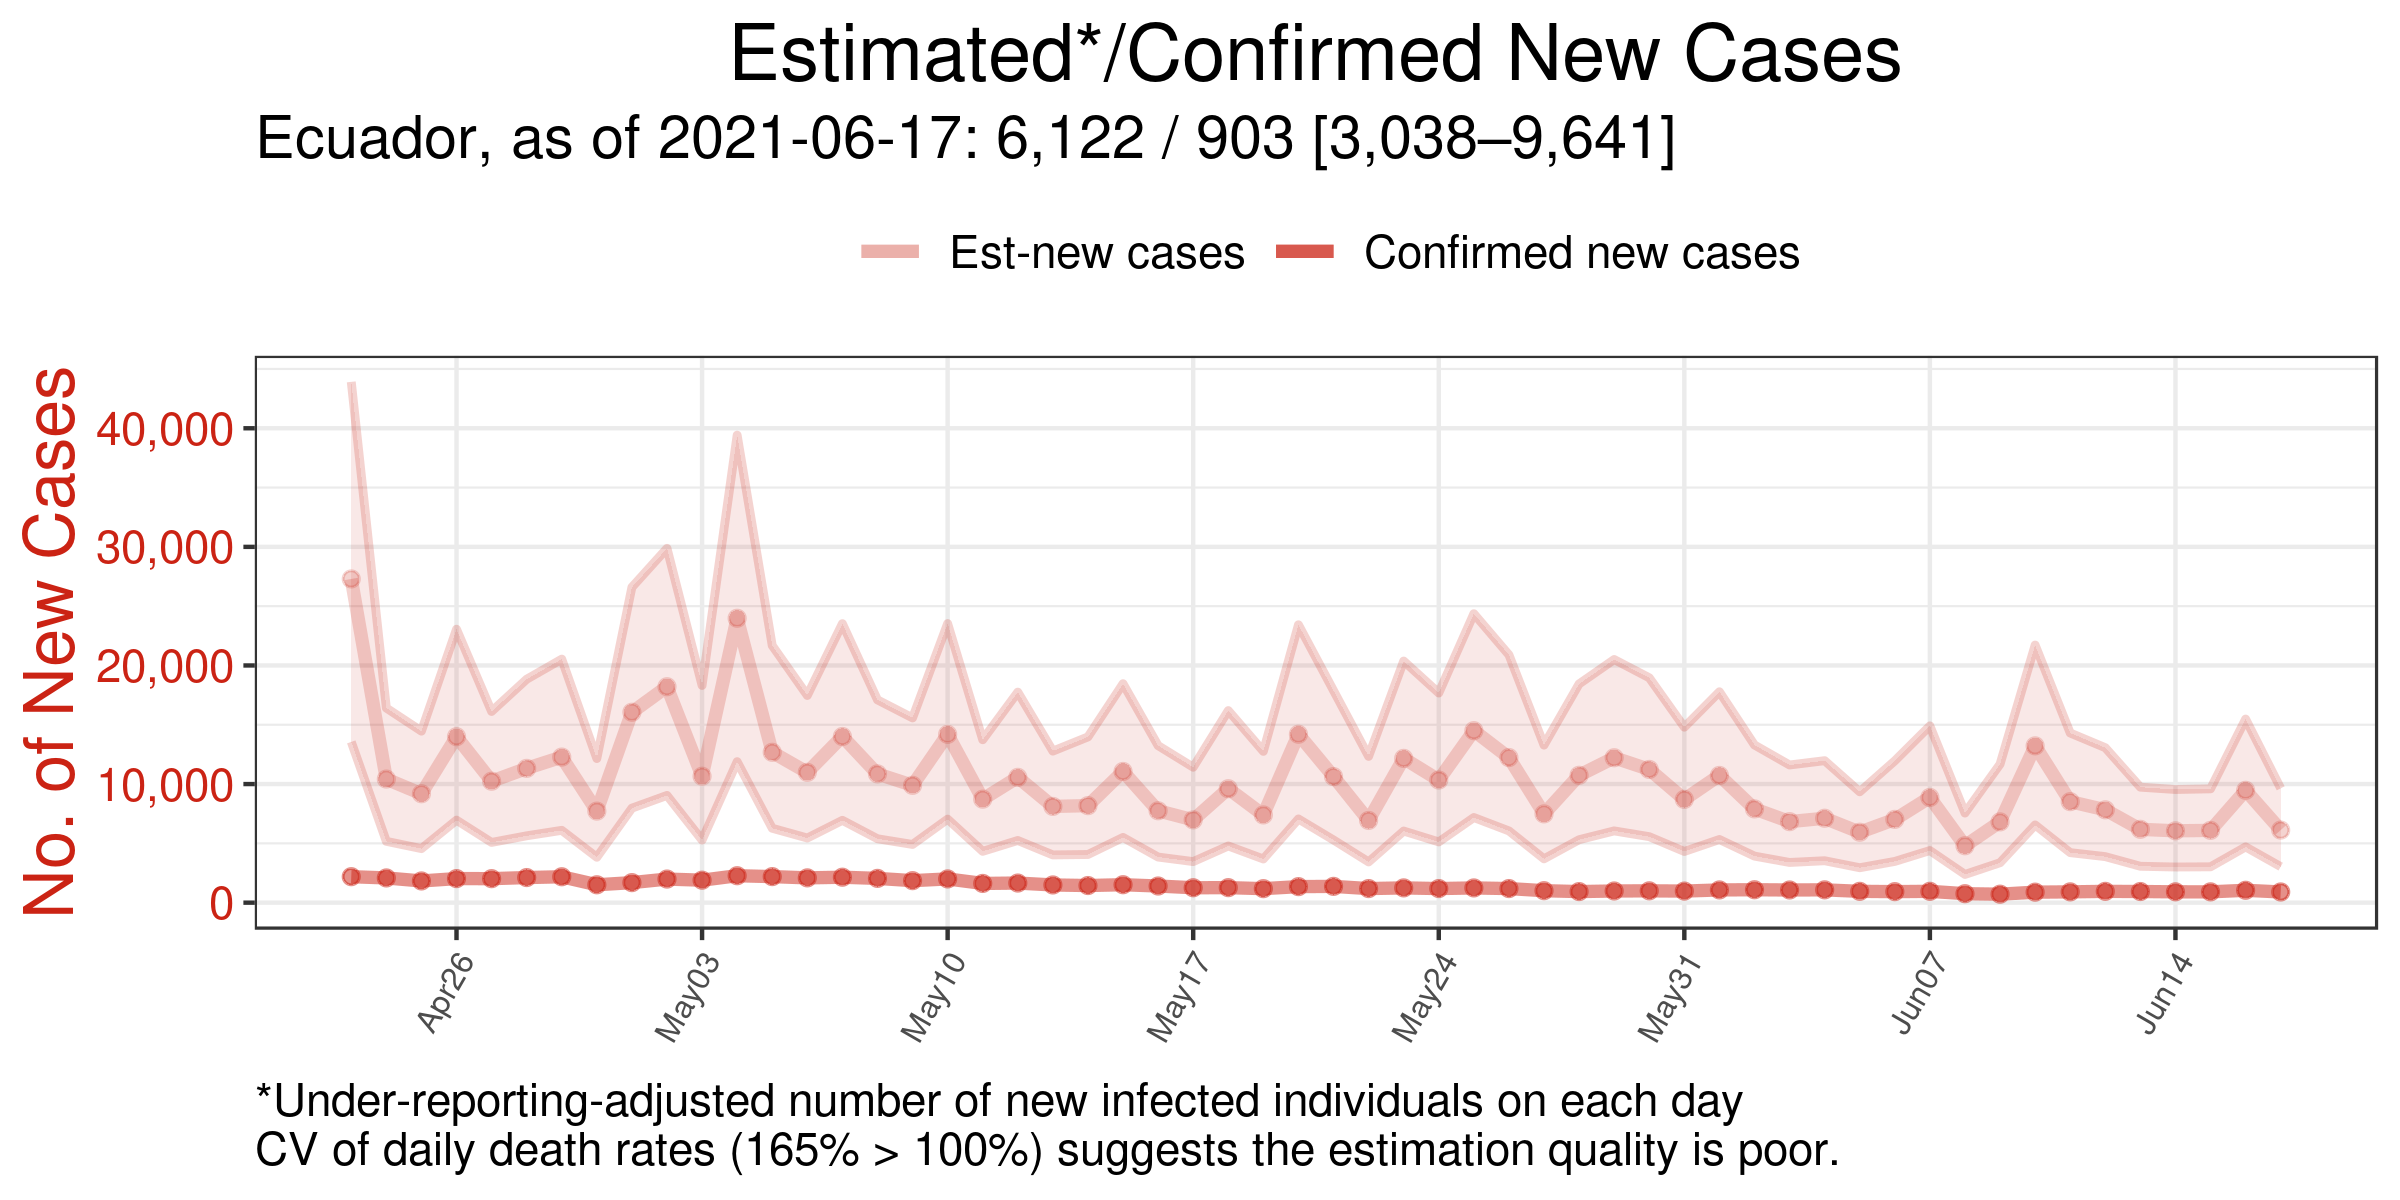 Estimated*/Confirmed New Cases
Ecuador, as of 2021-06-17: 6,122 / 903 [3,038–9,641]
Est-new cases
Confirmed new cases
No. of New Cases
40,000
30,000
20,000
10,000
0
Apr26
May03
May10
May17
May24
May31
Jun07
Jun14
*Under-reporting-adjusted number of new infected individuals on each day
CV of daily death rates (165% > 100%) suggests the estimation quality is poor.